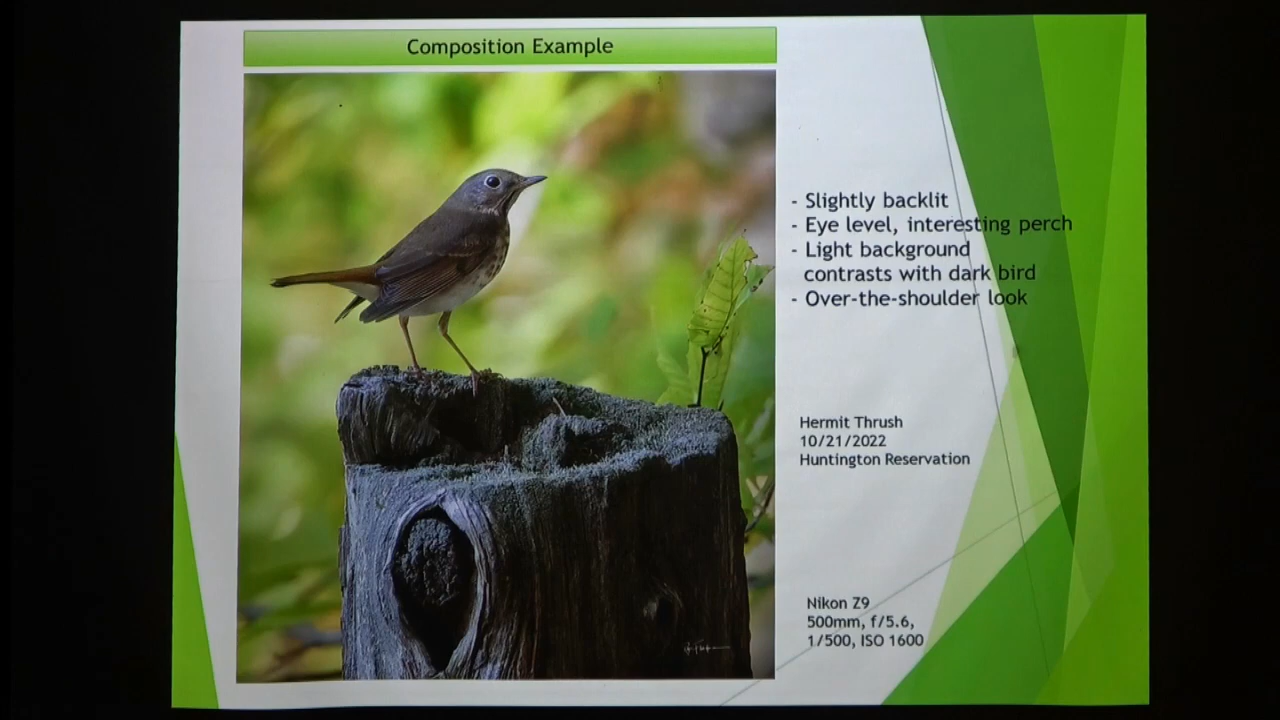 Composition Example
- Slightly backlit
- Eye level, interesting perch
- Light background
contrasts with dark bird
- Over-the-shoulder look
Hermit Thrush
10/21/2022
Huntington Reservation
Nikon Z9
500mm, f/5.6,
1/500, ISO 1600